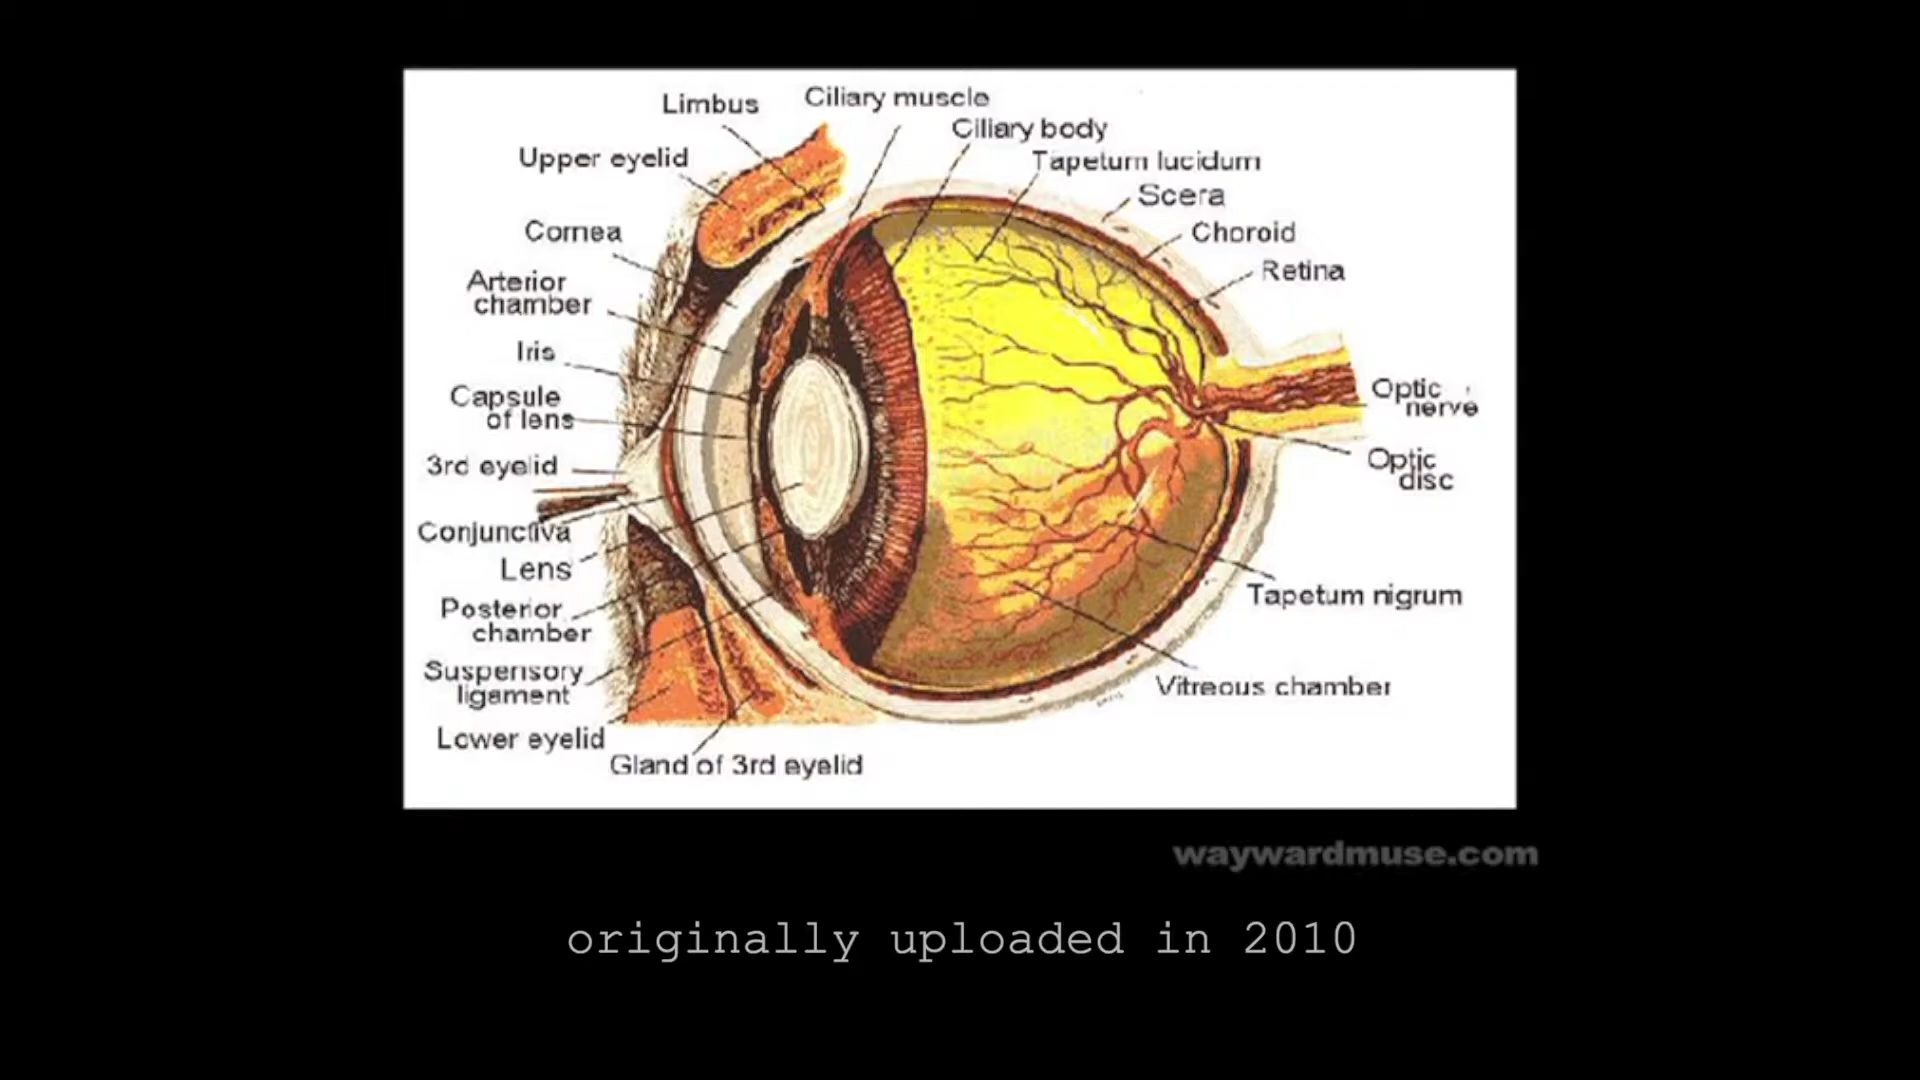 Limbus
Ciliary muscle
Ciliary body
Upper eyelid
Tapetum lucidum
Scera
Cornea
Choroid
Retina
Arterior
chamber
Iris
Optic
nerve
Capsule
of lens
3rd eyelid
Optic
disc
Conjunctiva
Lens
Tapetum nigrum
Posterior
chamber
Suspensory
ligament
Vitreous chamber
Lower eyelid
Gland of 3rd eyelid
waywardmuse.com
originally uploaded in 2010